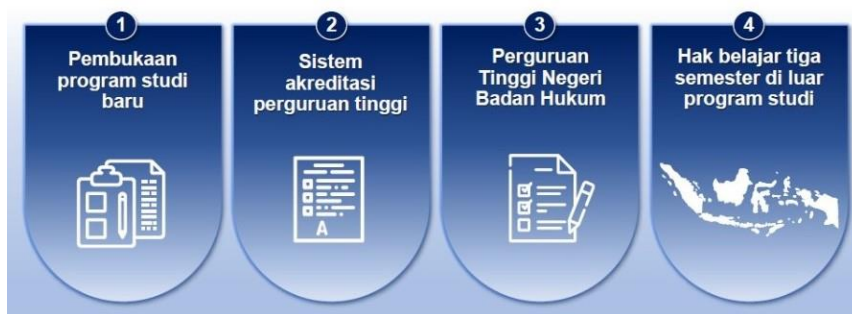 1
Pembukaan
program studi
baru
2
Sistem
akreditasi
perguruan tinggi
A
3
Perguruan
Tinggi Negeri
Badan Hukum
4
Hak belajar tiga
semester di luar
program studi